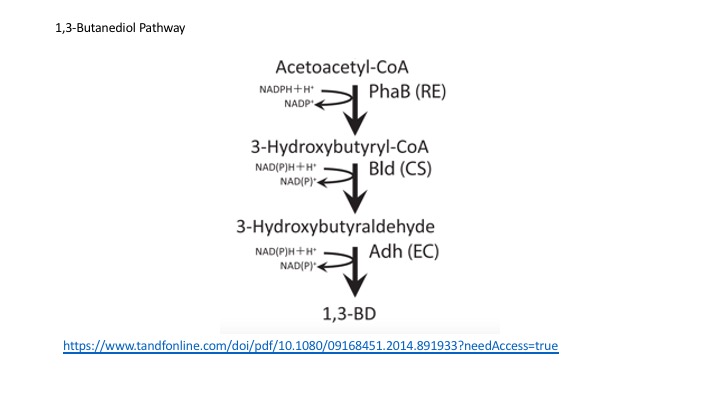 1,3-Butanediol Pathway
Acetoacetyl-CoA
NADPH+H⁺
PhaB (RE)
NADP⁺
3-Hydroxybutyryl-CoA
NAD(P)H+H⁺
Bld (CS)
NAD(P)⁺
3-Hydroxybutyraldehyde
NAD(P)H+H⁺
Adh (EC)
NAD(P)⁺
1,3-BD
https://www.tandfonline.com/doi/pdf/10.1080/09168451.2014.891933?needAccess=true